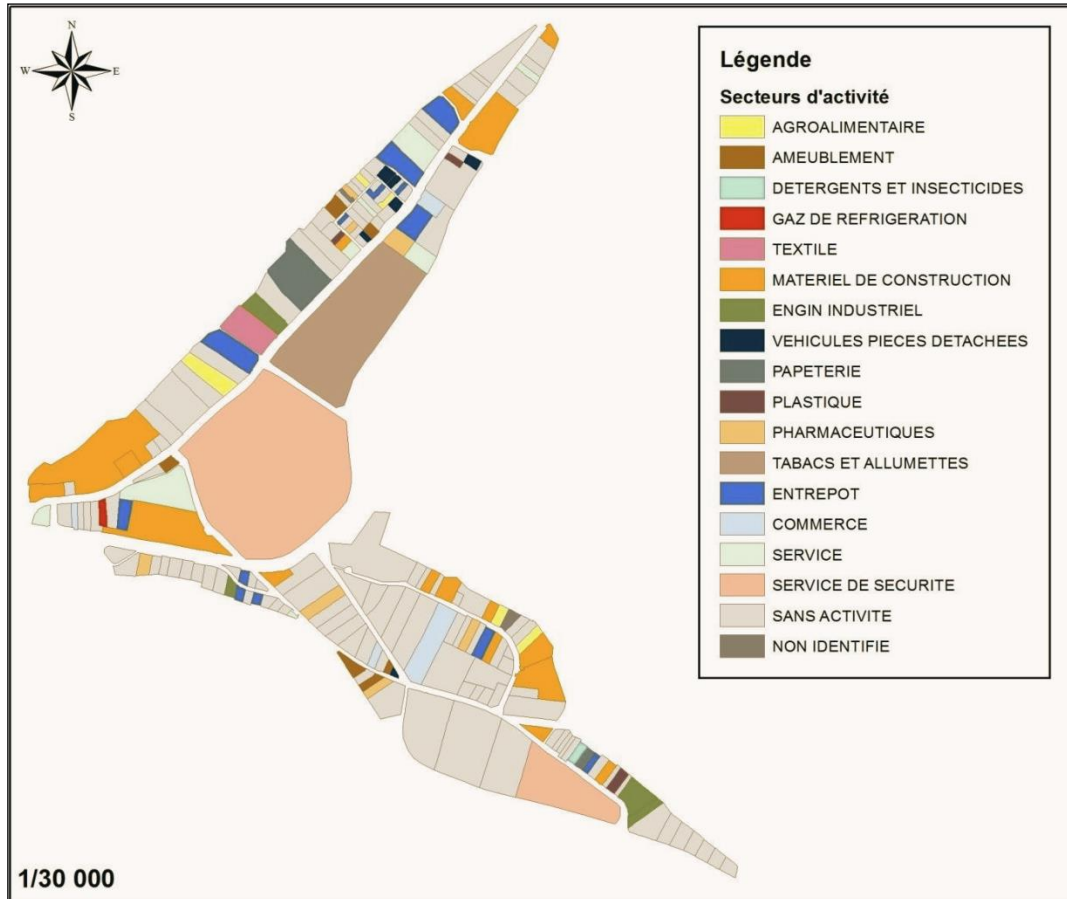 N
W E
S
Légende
Secteurs d'activité
AGROALIMENTAIRE
AMEUBLEMENT
DETERGENTS ET INSECTICIDES
GAZ DE REFRIGERATION
TEXTILE
MATERIEL DE CONSTRUCTION
ENGIN INDUSTRIEL
VEHICULES PIECES DETACHEES
PAPETERIE
PLASTIQUE
PHARMACEUTIQUES
TABACS ET ALLUMETTES
ENTREPOT
COMMERCE
SERVICE
SERVICE DE SECURITE
SANS ACTIVITE
NON IDENTIFIE
1/30 000